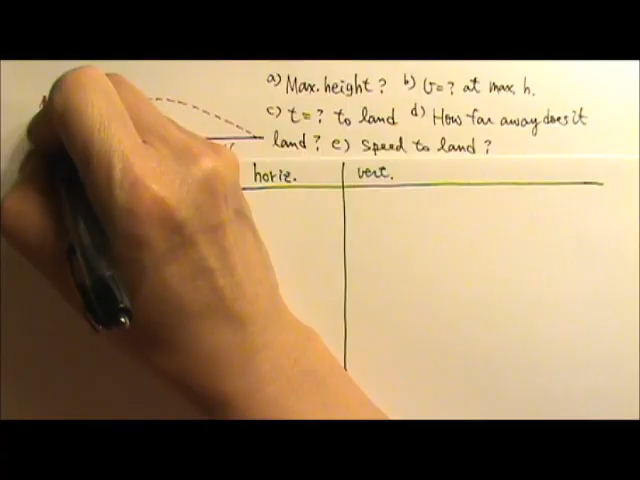 a) Max. height? b) v=? at max. h.
c) t=? to land d) How far away does it
land? e) Speed to land?
horiz. vert.